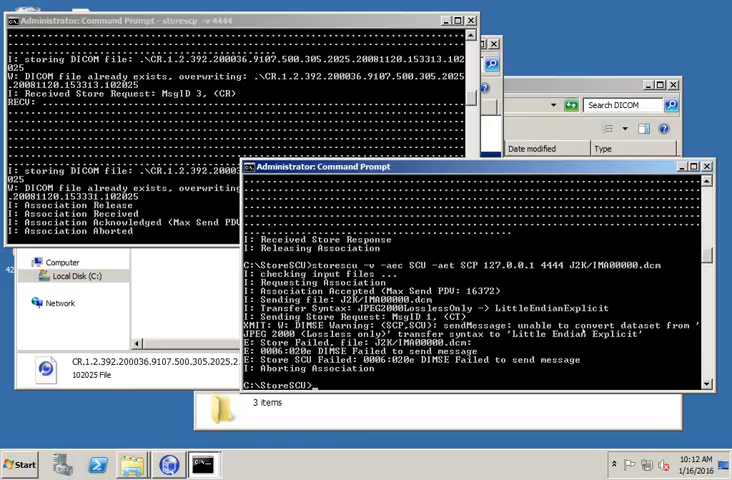 Administrator: Command Prompt - storescp -v 4444
I: storing DICOM file: .\CR.1.2.392.200036.9107.500.305.2025.20081120.153313.102
025
W: DICOM file already exists, overwriting: .\CR.1.2.392.200036.9107.500.305.2025
.20081120.153313.102025
I: Received Store Request: MsgID 3, (CR)
RECV:
I: storing DICOM file: .\CR.1.2.392.20003
025
W: DICOM file already exists, overwriting
.20081120.153331.102025
I: Association Release
I: Association Received
I: Association Acknowledged (Max Send PDV
I: Association Aborted
Search DICOM
Date modified
Type
Administrator: Command Prompt
I: Received Store Response
I: Releasing Association
C:\StoreSCU>storescu -v -aec SCU -aet SCP 127.0.0.1 4444 J2K/IMA00000.dcm
I: checking input files ...
I: Requesting Association
I: Association Accepted (Max Send PDV: 16372)
I: Sending file: J2K/IMA00000.dcm
I: Transfer Syntax: JPEG2000LosslessOnly -> LittleEndianExplicit
I: Sending Store Request: MsgID 1, (CT)
XMIT: W: DIMSE Warning: (SCP,SCU): sendMessage: unable to convert dataset from '
JPEG 2000 (Lossless only)' transfer syntax to 'Little Endian Explicit'
E: Store Failed, file: J2K/IMA00000.dcm:
E: 0006:020e DIMSE Failed to send message
E: Store SCU Failed: 0006:020e DIMSE Failed to send message
I: Aborting Association
C:\StoreSCU>_
Computer
Local Disk (C:)
Network
42
CR.1.2.392.200036.9107.500.305.2025.2
102025 File
3 items
Start
10:12 AM
1/16/2016